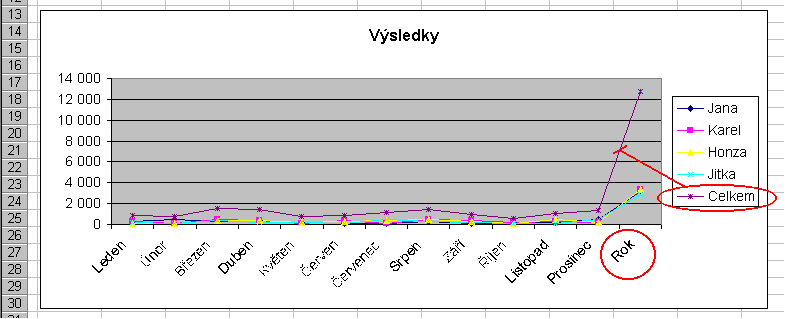 13
14
15
16
17
18
19
20
21
22
23
24
25
26
27
28
29
30
Výsledky
14 000
12 000
10 000
8 000
6 000
4 000
2 000
0
Leden
Únor
Březen
Duben
Květen
Červen
Červenec
Srpen
Září
Říjen
Listopad
Prosinec
Rok
Jana
Karel
Honza
Jitka
Celkem